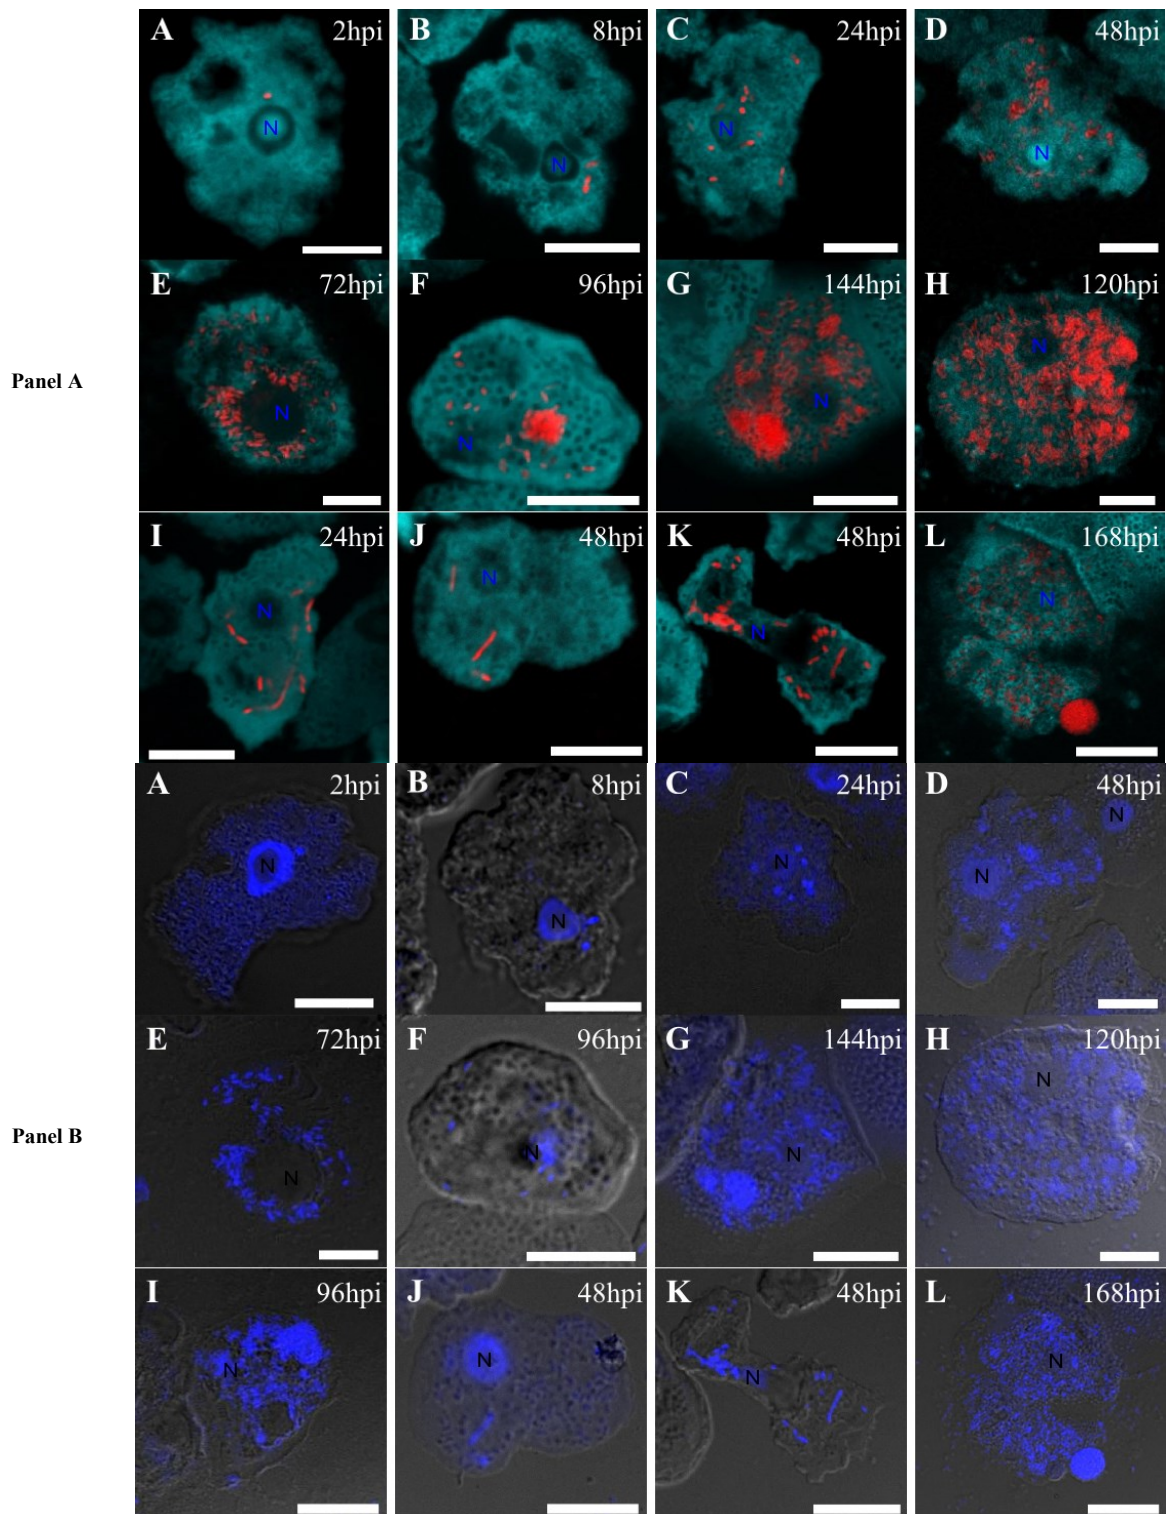 A 2hpi B 8hpi C 24hpi D 48hpi
N N N N
E 72hpi F 96hpi G 144hpi H 120hpi
Panel A
N N N N
I 24hpi J 48hpi K 48hpi L 168hpi
N N N N
A 2hpi B 8hpi C 24hpi D 48hpi
N N N N N
E 72hpi F 96hpi G 144hpi H 120hpi
Panel B
N N N N
I 96hpi J 48hpi K 48hpi L 168hpi
N N N N